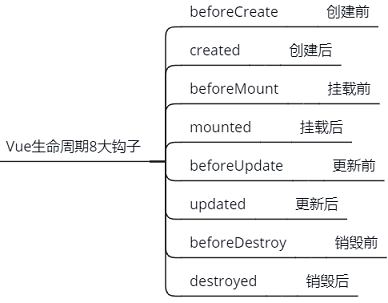 Vue生命周期8大钩子
beforeCreate 创建前
created 创建后
beforeMount 挂载前
mounted 挂载后
beforeUpdate 更新前
updated 更新后
beforeDestroy 销毁前
destroyed 销毁后